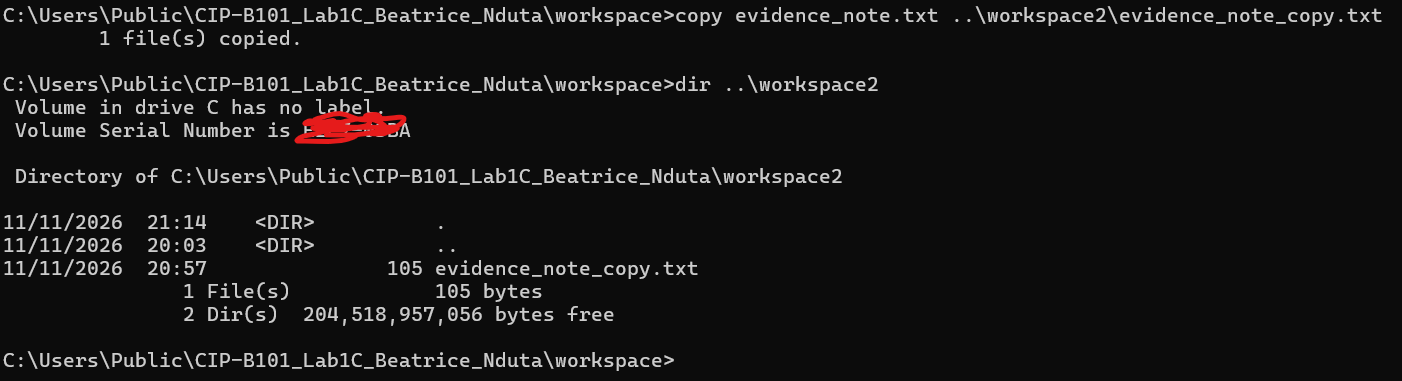 C:\Users\Public\CIP-B101_Lab1C_Beatrice_Nduta\workspace>copy evidence_note.txt ..\workspace2\evidence_note_copy.txt
        1 file(s) copied.
C:\Users\Public\CIP-B101_Lab1C_Beatrice_Nduta\workspace>dir ..\workspace2
 Volume in drive C has no label.
 Volume Serial Number is
 Directory of C:\Users\Public\CIP-B101_Lab1C_Beatrice_Nduta\workspace2
11/11/2026  21:14    <DIR>          .
11/11/2026  20:03    <DIR>          ..
11/11/2026  20:57               105 evidence_note_copy.txt
               1 File(s)            105 bytes
               2 Dir(s)  204,518,957,056 bytes free
C:\Users\Public\CIP-B101_Lab1C_Beatrice_Nduta\workspace>